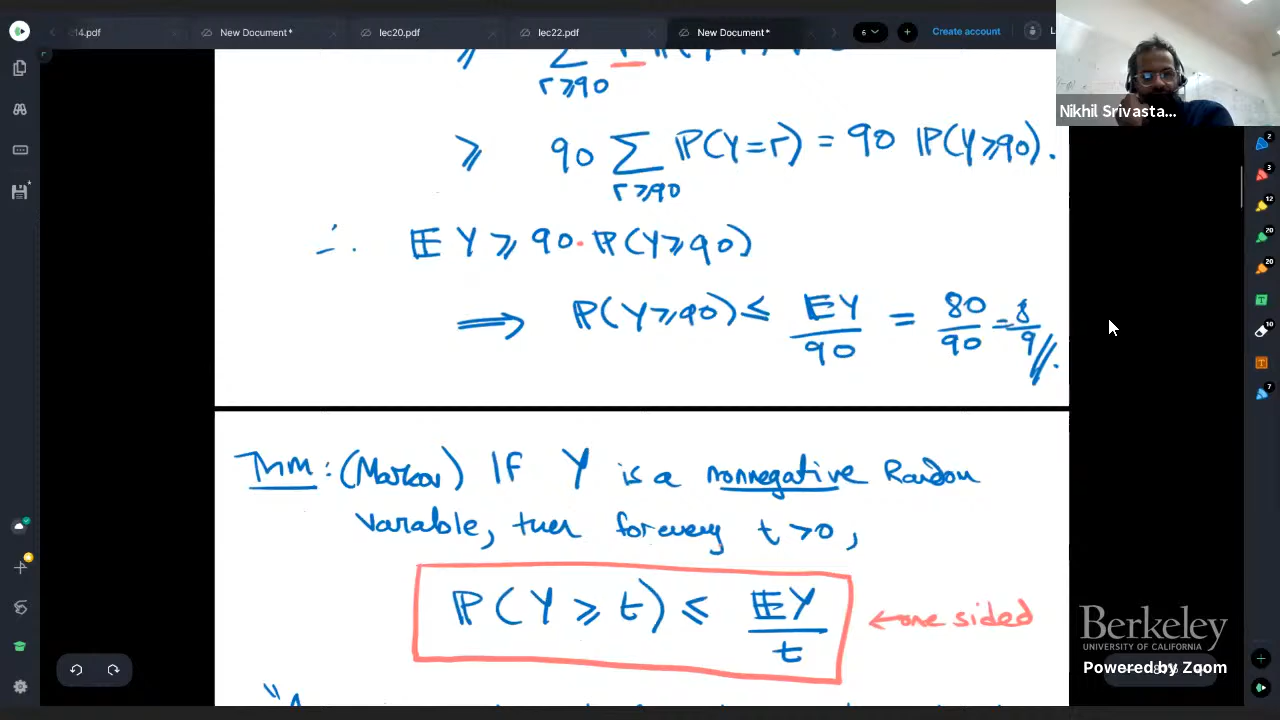 14.pdf New Document* lec20.pdf lec22.pdf New Document* 6 Create account L
Nikhil Srivasta...
r⩾90
⩾ 90 ∑ ℙ(Y=r) = 90 ℙ(Y⩾90).
r⩾90
∴ 𝔼Y ⩾ 90·ℙ(Y⩾90)
⟹ ℙ(Y⩾90) ≤ 𝔼Y/90 = 80/90 = 8/9 //.
Thm: (Markov) If Y is a nonnegative Random
variable, then for every t>0,
ℙ(Y⩾t) ≤ 𝔼Y/t ← one sided
Berkeley
UNIVERSITY OF CALIFORNIA
Powered by Zoom